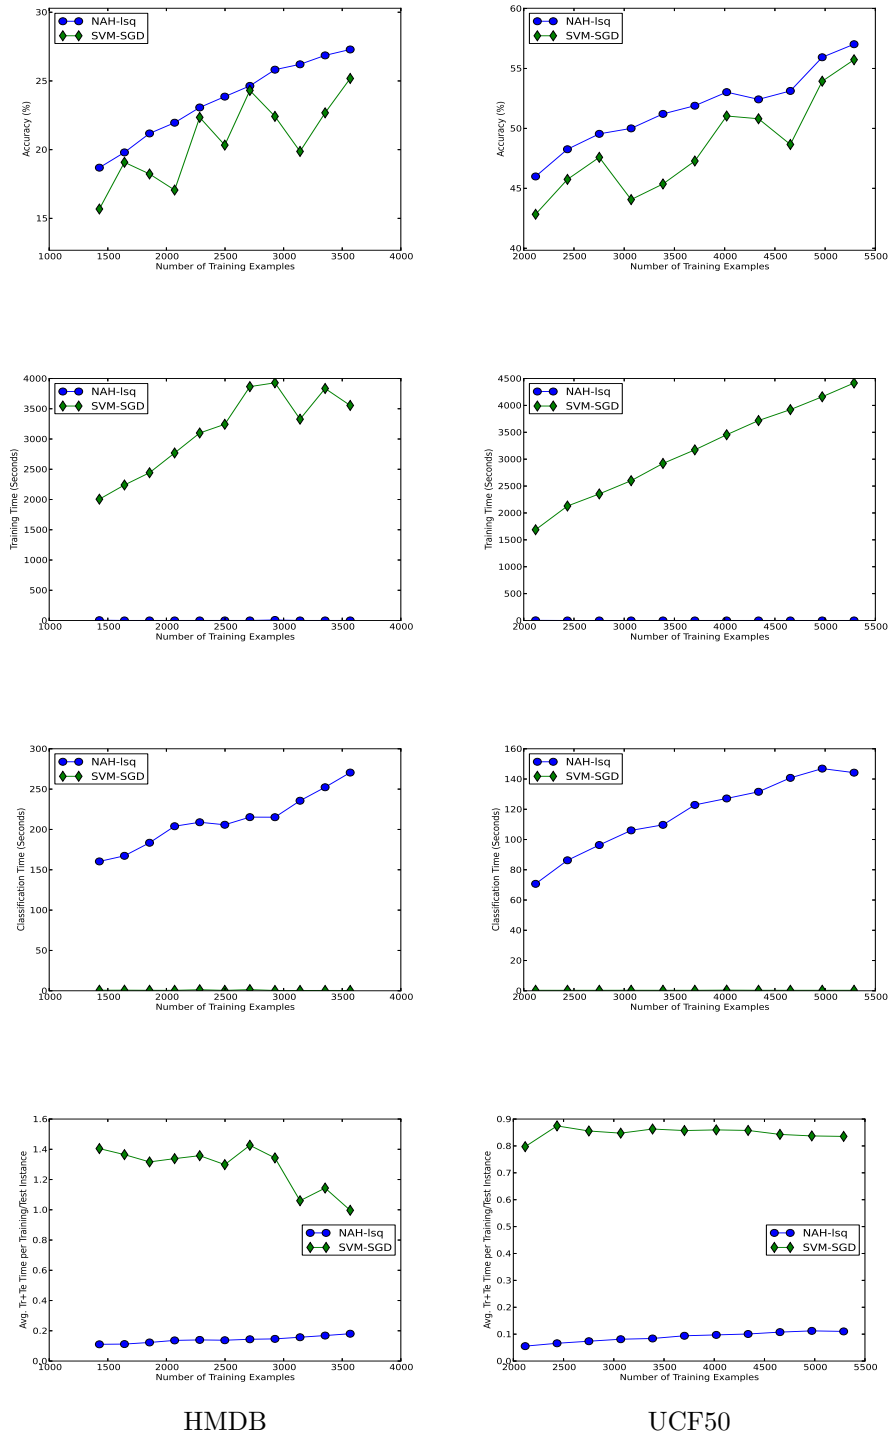 NAH-lsq
SVM-SGD
Accuracy (%)
30
25
20
15
1000 1500 2000 2500 3000 3500 4000
Number of Training Examples
NAH-lsq
SVM-SGD
Accuracy (%)
60
55
50
45
40
2000 2500 3000 3500 4000 4500 5000 5500
Number of Training Examples
NAH-lsq
SVM-SGD
Training Time (Seconds)
4000
3500
3000
2500
2000
1500
1000
500
0
1000 1500 2000 2500 3000 3500 4000
Number of Training Examples
NAH-lsq
SVM-SGD
Training Time (Seconds)
4500
4000
3500
3000
2500
2000
1500
1000
500
0
2000 2500 3000 3500 4000 4500 5000 5500
Number of Training Examples
NAH-lsq
SVM-SGD
Classification Time (Seconds)
300
250
200
150
100
50
0
1000 1500 2000 2500 3000 3500 4000
Number of Training Examples
NAH-lsq
SVM-SGD
Classification Time (Seconds)
160
140
120
100
80
60
40
20
0
2000 2500 3000 3500 4000 4500 5000 5500
Number of Training Examples
NAH-lsq
SVM-SGD
Avg. Tr+Te Time per Training/Test Instance
1.6
1.4
1.2
1.0
0.8
0.6
0.4
0.2
0.0
1000 1500 2000 2500 3000 3500 4000
Number of Training Examples
NAH-lsq
SVM-SGD
Avg. Tr+Te Time per Training/Test Instance
0.9
0.8
0.7
0.6
0.5
0.4
0.3
0.2
0.1
0.0
2000 2500 3000 3500 4000 4500 5000 5500
Number of Training Examples
HMDB
UCF50